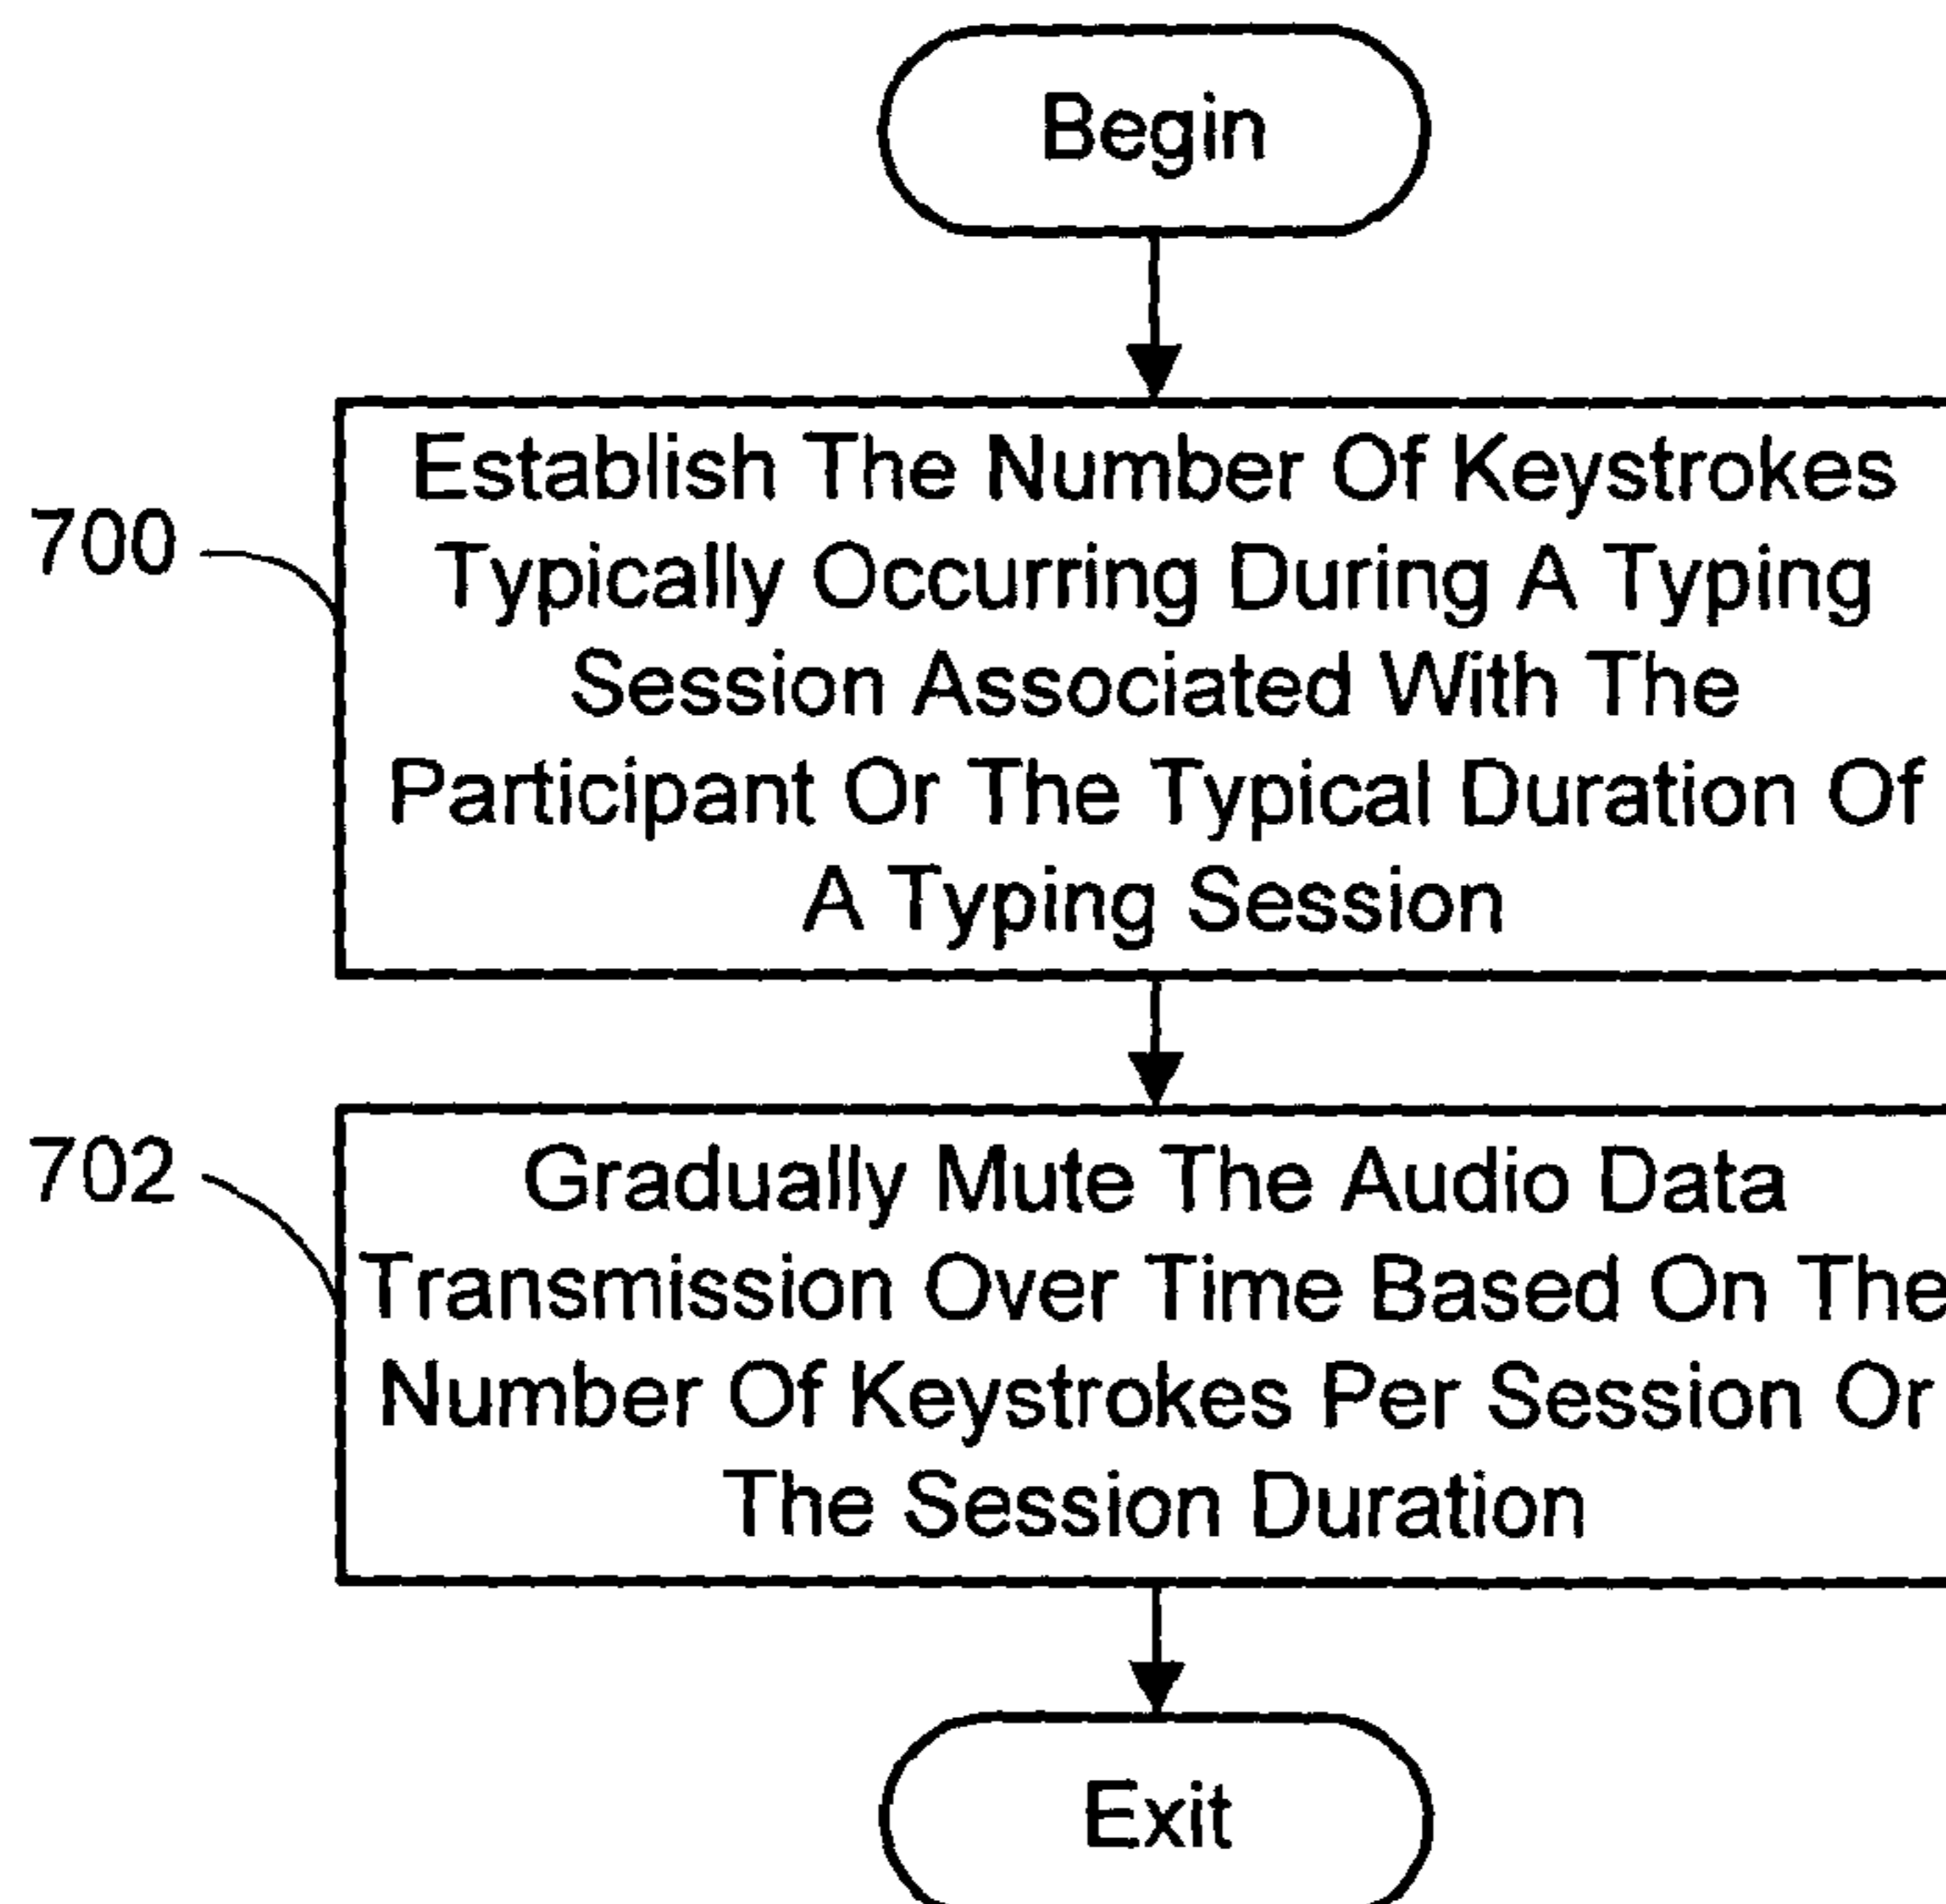 Begin
700
Establish The Number Of Keystrokes
Typically Occurring During A Typing
Session Associated With The
Participant Or The Typical Duration Of
A Typing Session
702
Gradually Mute The Audio Data
Transmission Over Time Based On The
Number Of Keystrokes Per Session Or
The Session Duration
Exit